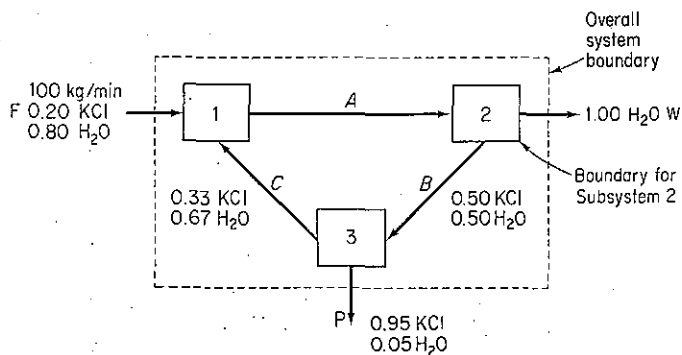 Overall
system
boundary
100 kg/min
F 0.20 KCl
0.80 H₂O
1
A
2
1.00 H₂O W
C
B
0.33 KCl
0.67 H₂O
0.50 KCl
0.50 H₂O
Boundary for
Subsystem 2
3
P
0.95 KCl
0.05 H₂O